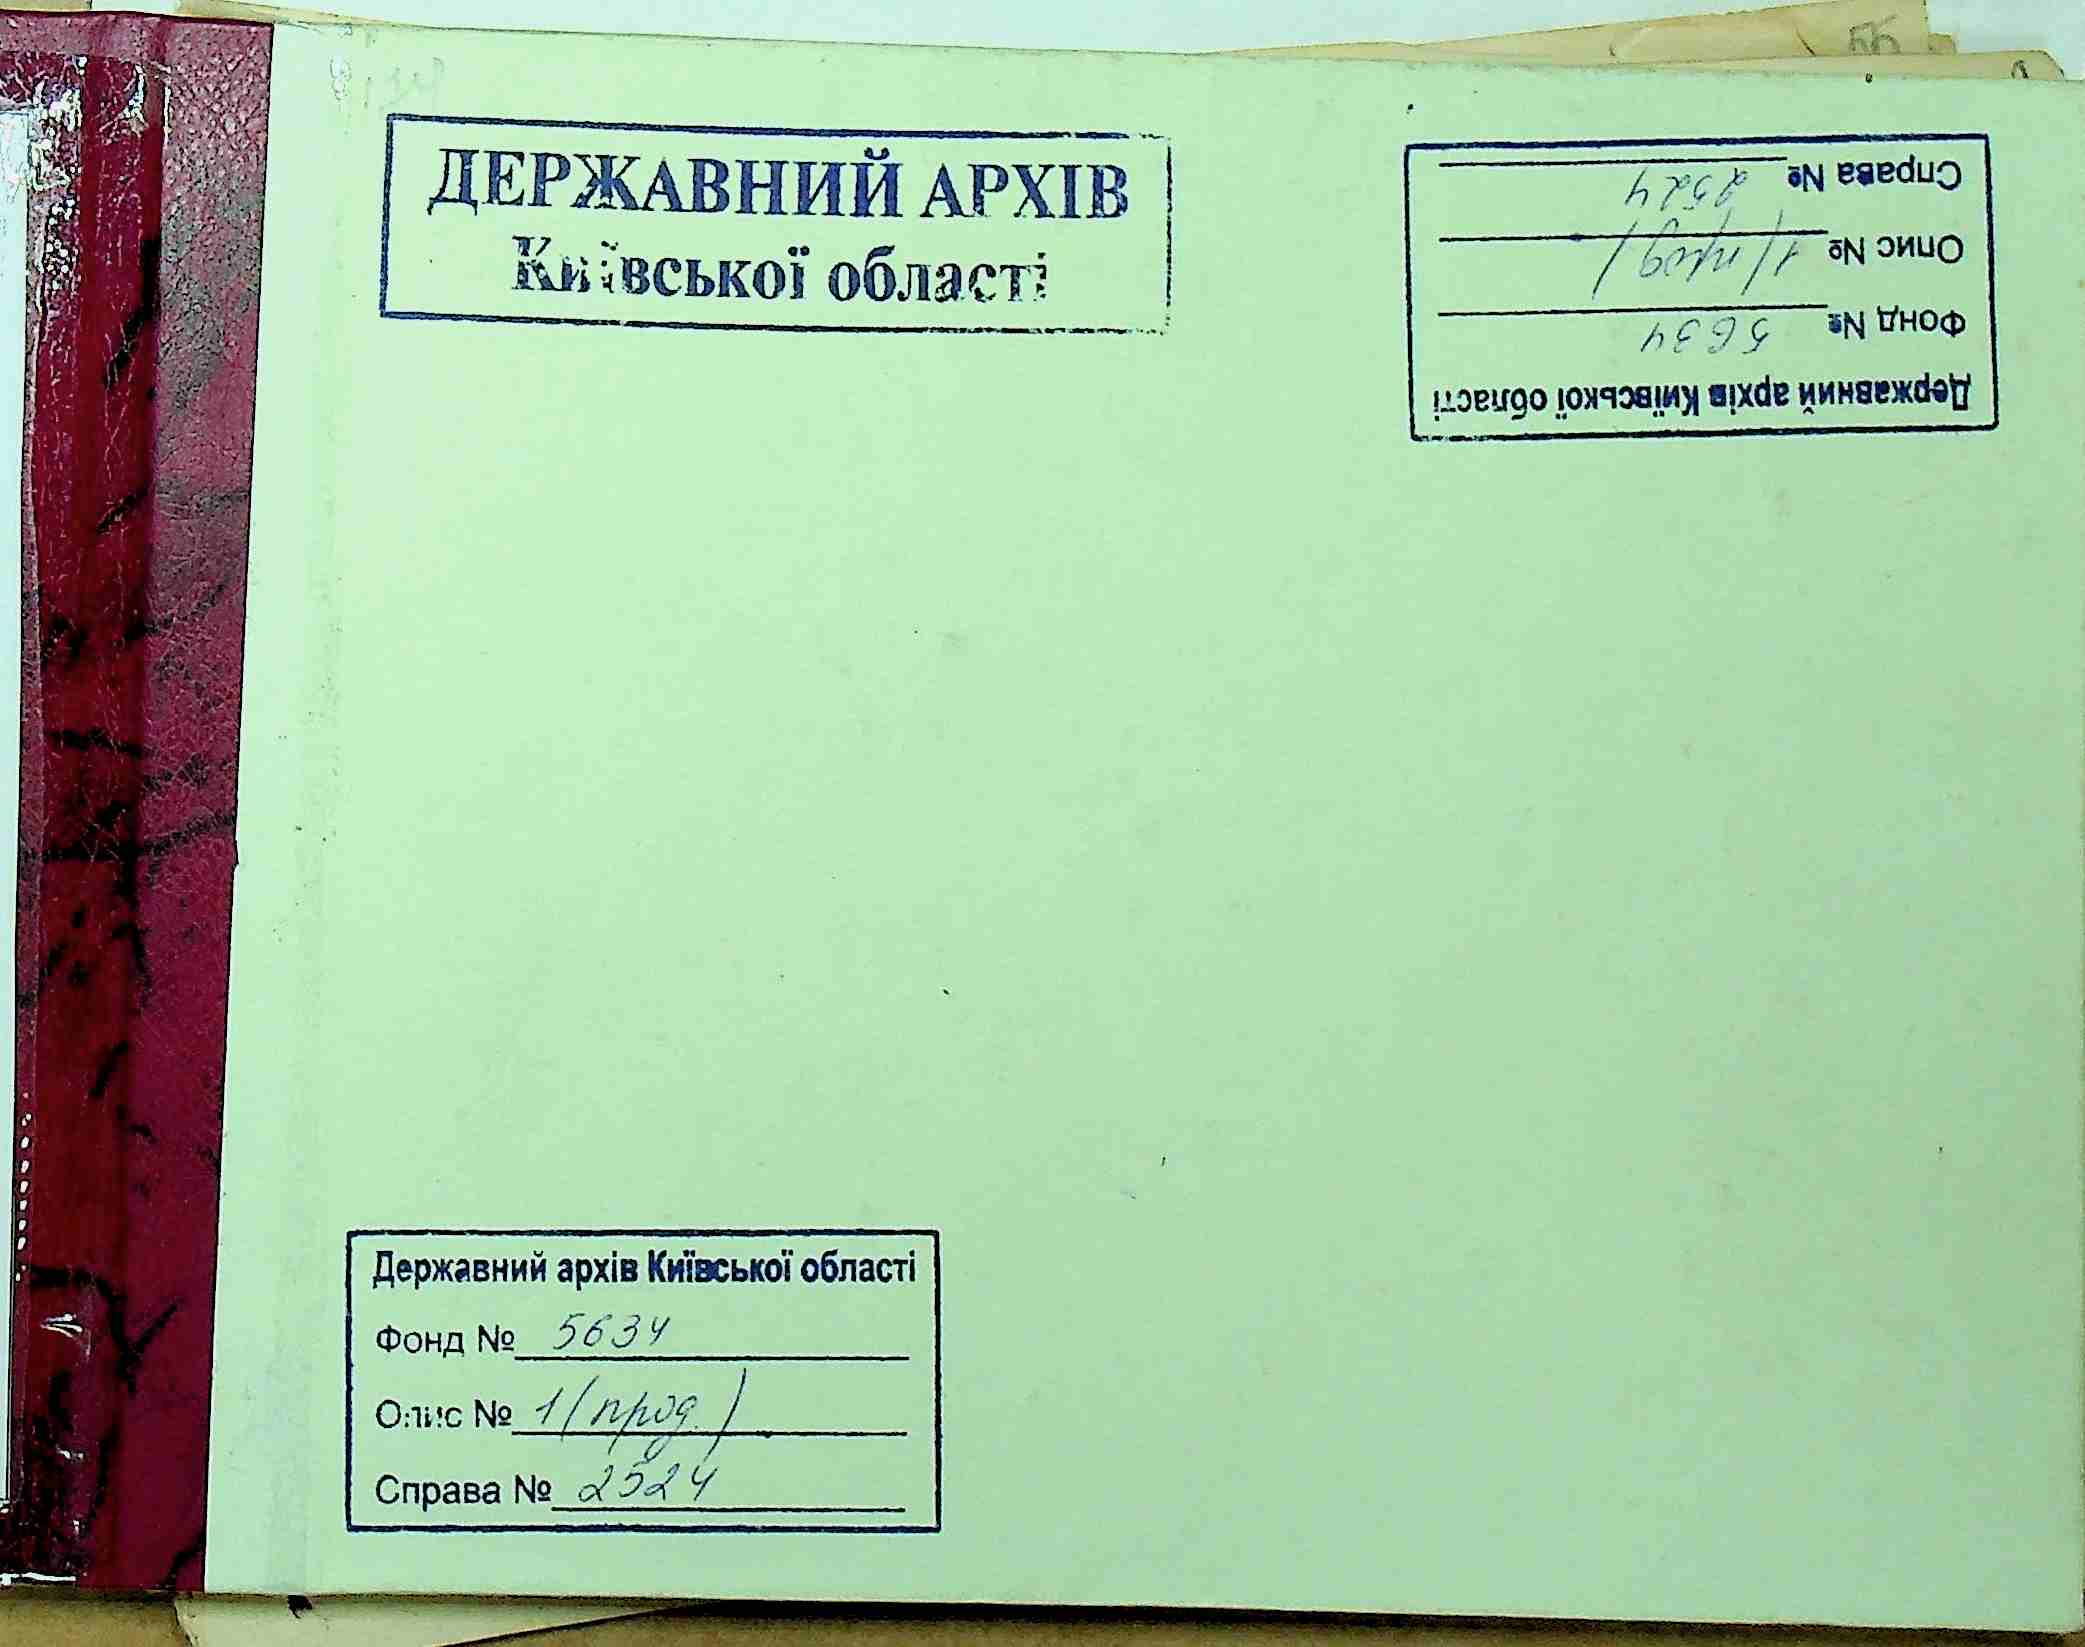 ДЕРЖАВНИЙ АРХІВ
Київської області
Державний архів Київської області
Фонд № 5634
Опис № 1 (прод)
Справа № 2524
Державний архів Київської області
Фонд № 5634
Опис № 1 (прод.)
Справа № 2524